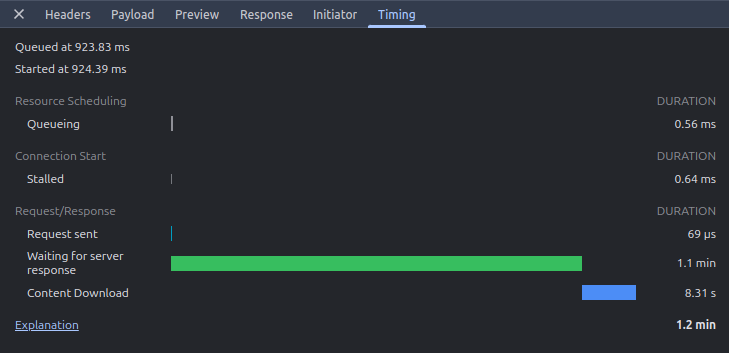 Headers Payload Preview Response Initiator Timing
Queued at 923.83 ms
Started at 924.39 ms
Resource Scheduling DURATION
Queueing 0.56 ms
Connection Start DURATION
Stalled 0.64 ms
Request/Response DURATION
Request sent 69 μs
Waiting for server
response 1.1 min
Content Download 8.31 s
Explanation 1.2 min